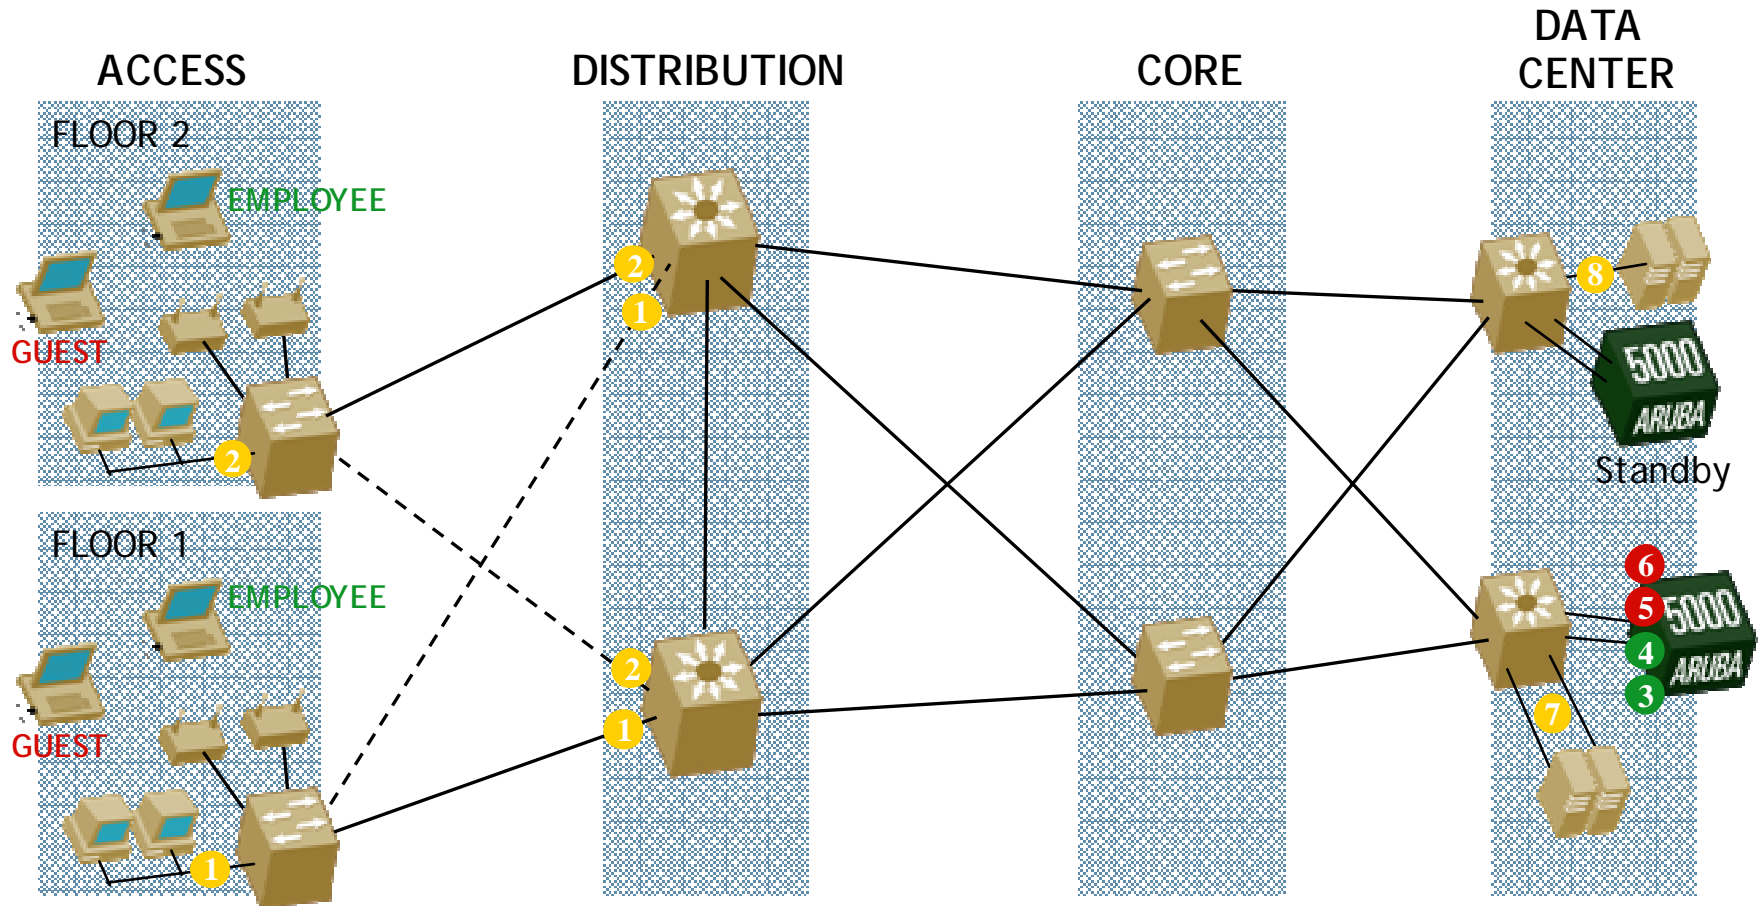 ACCESS
DISTRIBUTION
CORE
DATA
CENTER
FLOOR 2
EMPLOYEE
GUEST
2
2
1
8
5000
ARUBA
Standby
FLOOR 1
EMPLOYEE
GUEST
1
2
1
6
5
4
3
5000
ARUBA
7